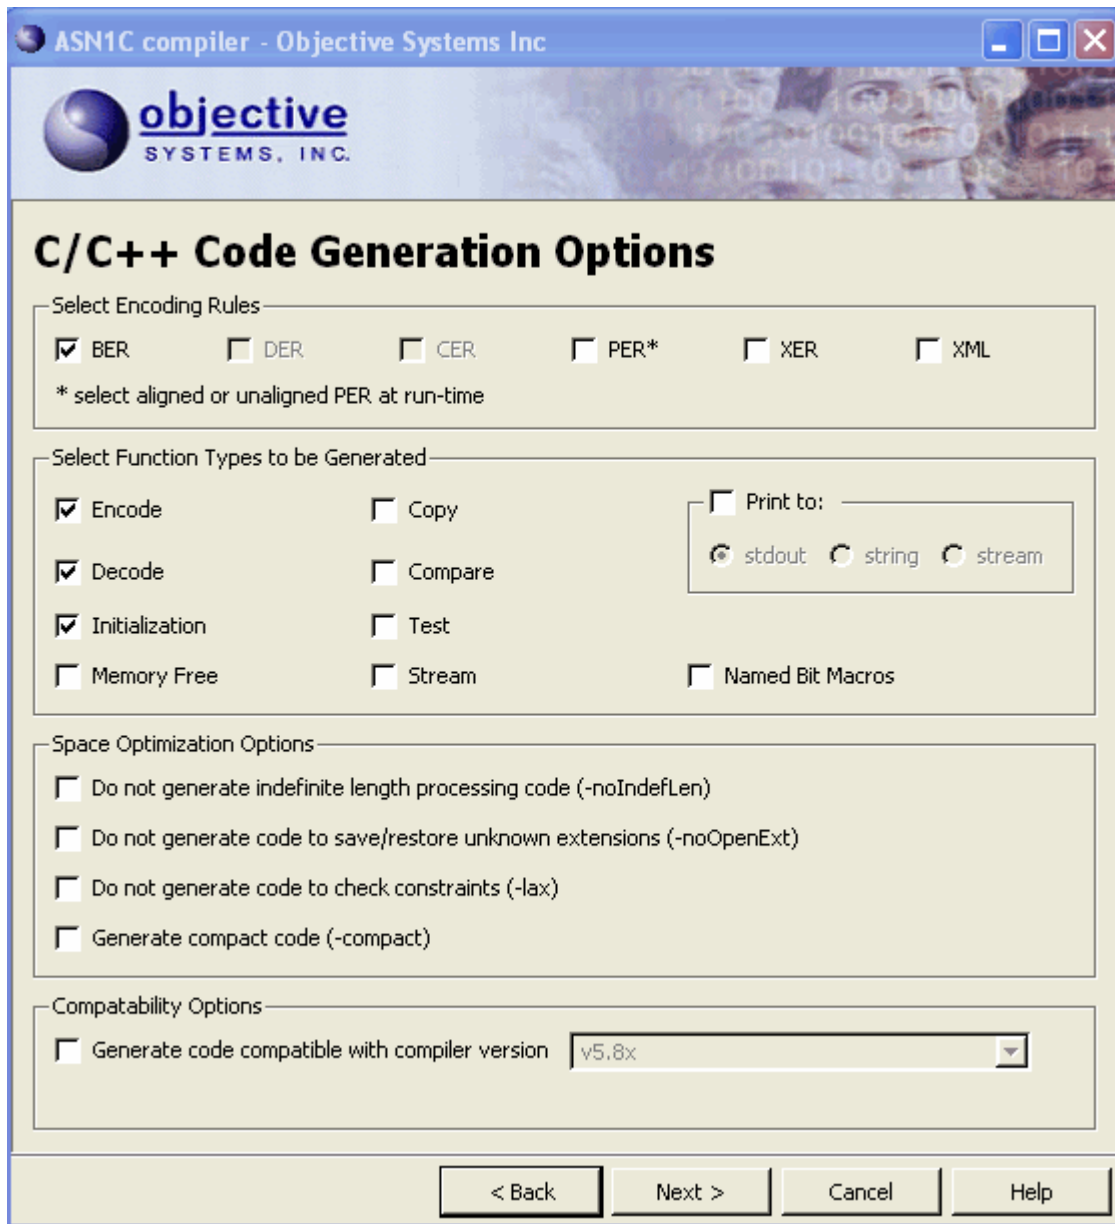 ASN1C compiler - Objective Systems Inc
objective
SYSTEMS, INC.
C/C++ Code Generation Options
Select Encoding Rules
BER DER CER PER* XER XML
* select aligned or unaligned PER at run-time
Select Function Types to be Generated
Encode Copy Print to:
stdout string stream
Decode Compare
Initialization Test
Memory Free Stream Named Bit Macros
Space Optimization Options
Do not generate indefinite length processing code (-noIndefLen)
Do not generate code to save/restore unknown extensions (-noOpenExt)
Do not generate code to check constraints (-lax)
Generate compact code (-compact)
Compatability Options
Generate code compatible with compiler version v5.8x
< Back Next > Cancel Help